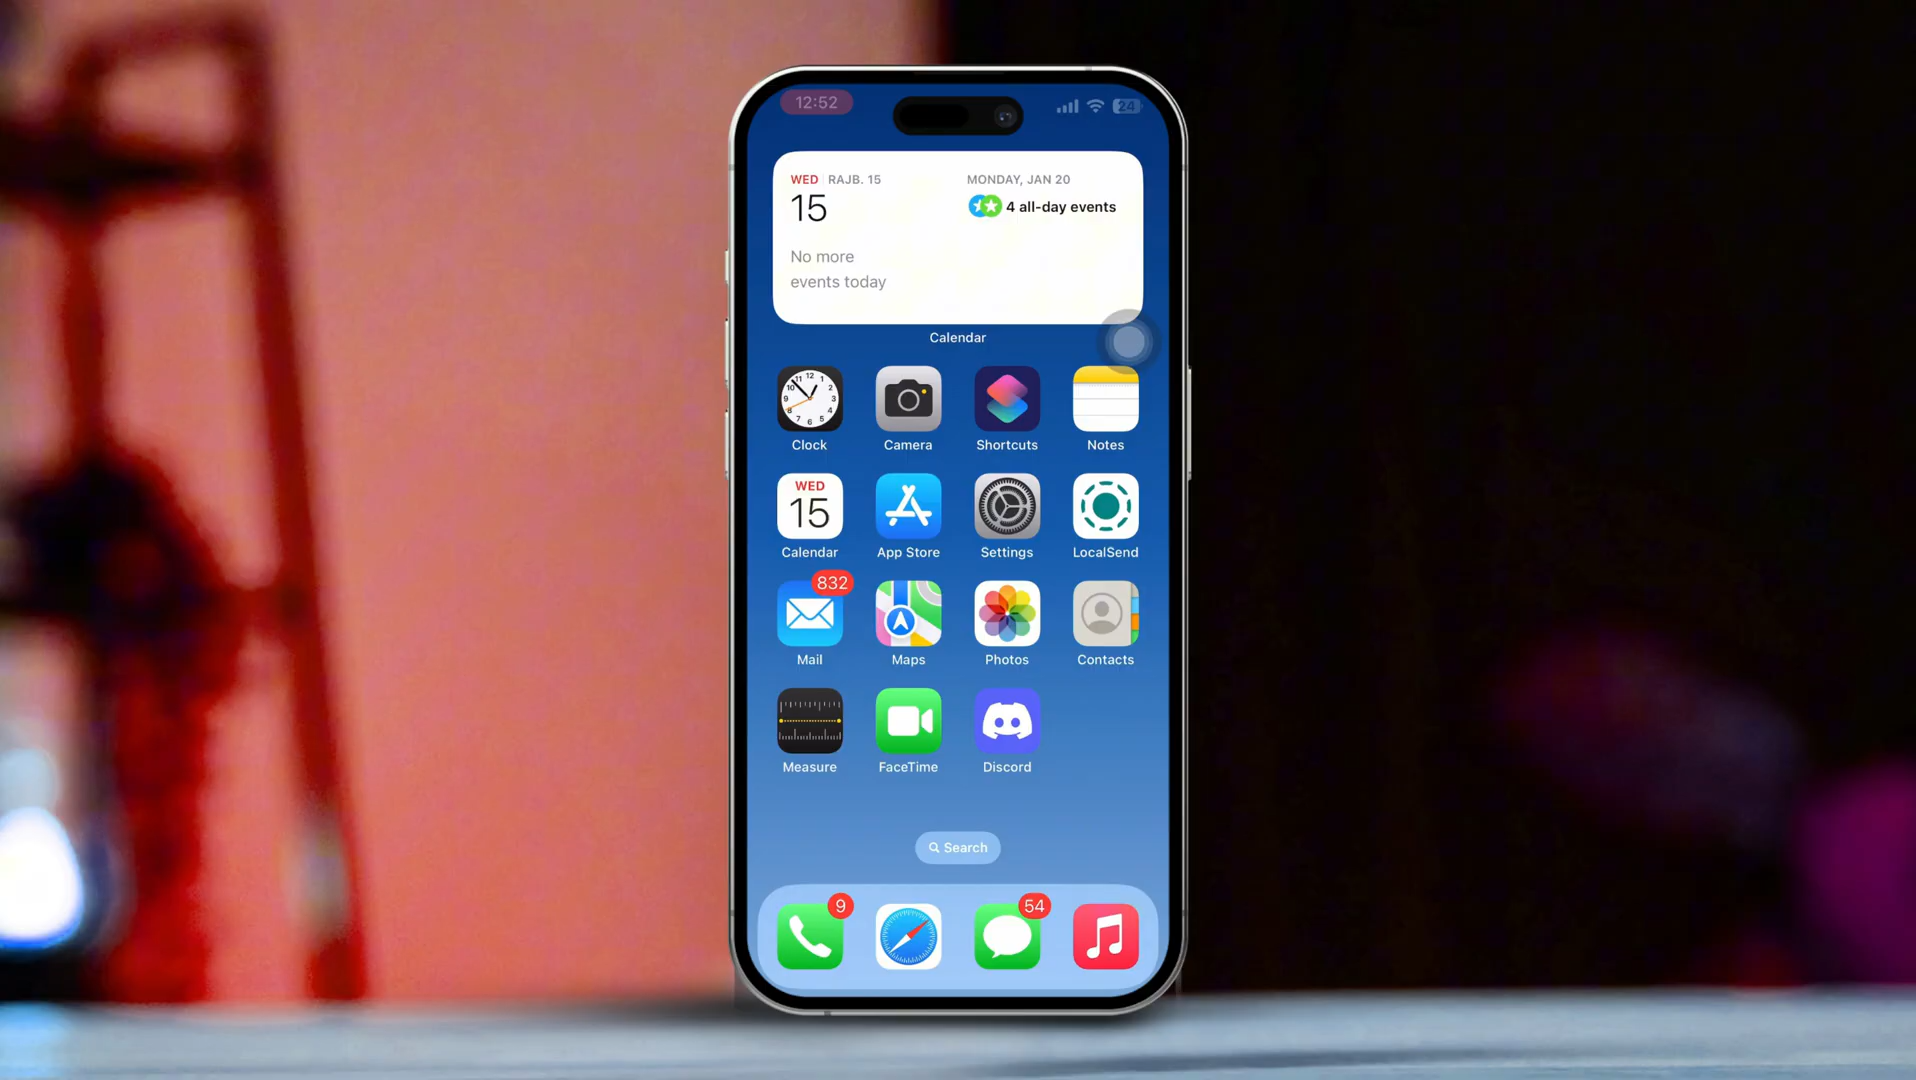 12:52
24
WED RAJB. 15
15
No more
events today
MONDAY, JAN 20
4 all-day events
Calendar
Clock
Camera
Shortcuts
Notes
WED
15
Calendar
App Store
Settings
LocalSend
832
Mail
Maps
Photos
Contacts
Measure
FaceTime
Discord
Search
9
54